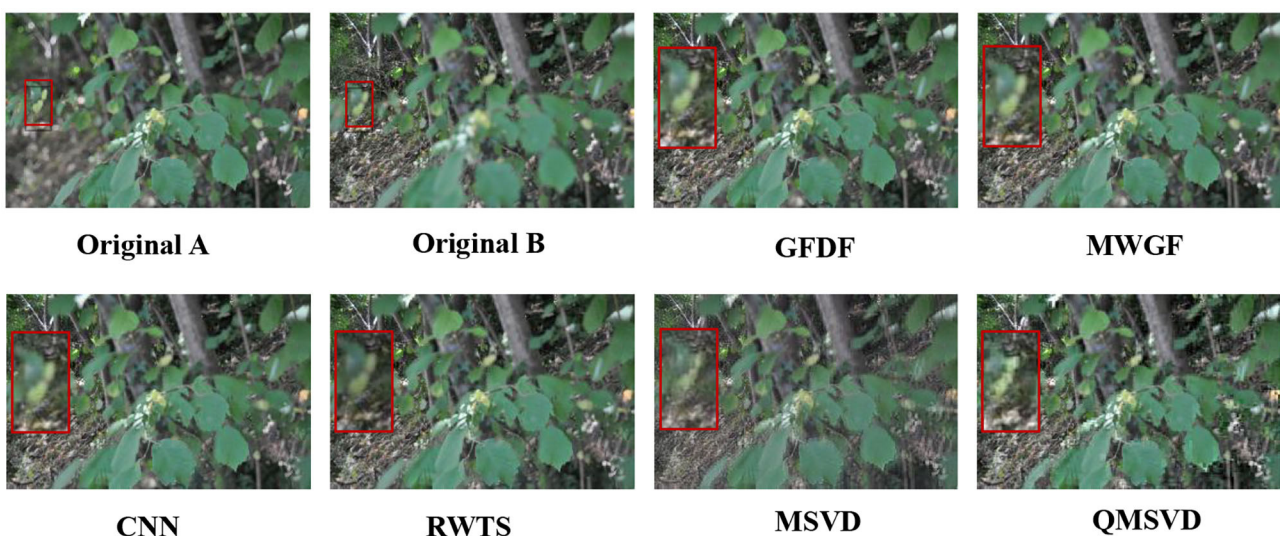 Original A
Original B
GFDF
MWGF
CNN
RWTS
MSVD
QMSVD